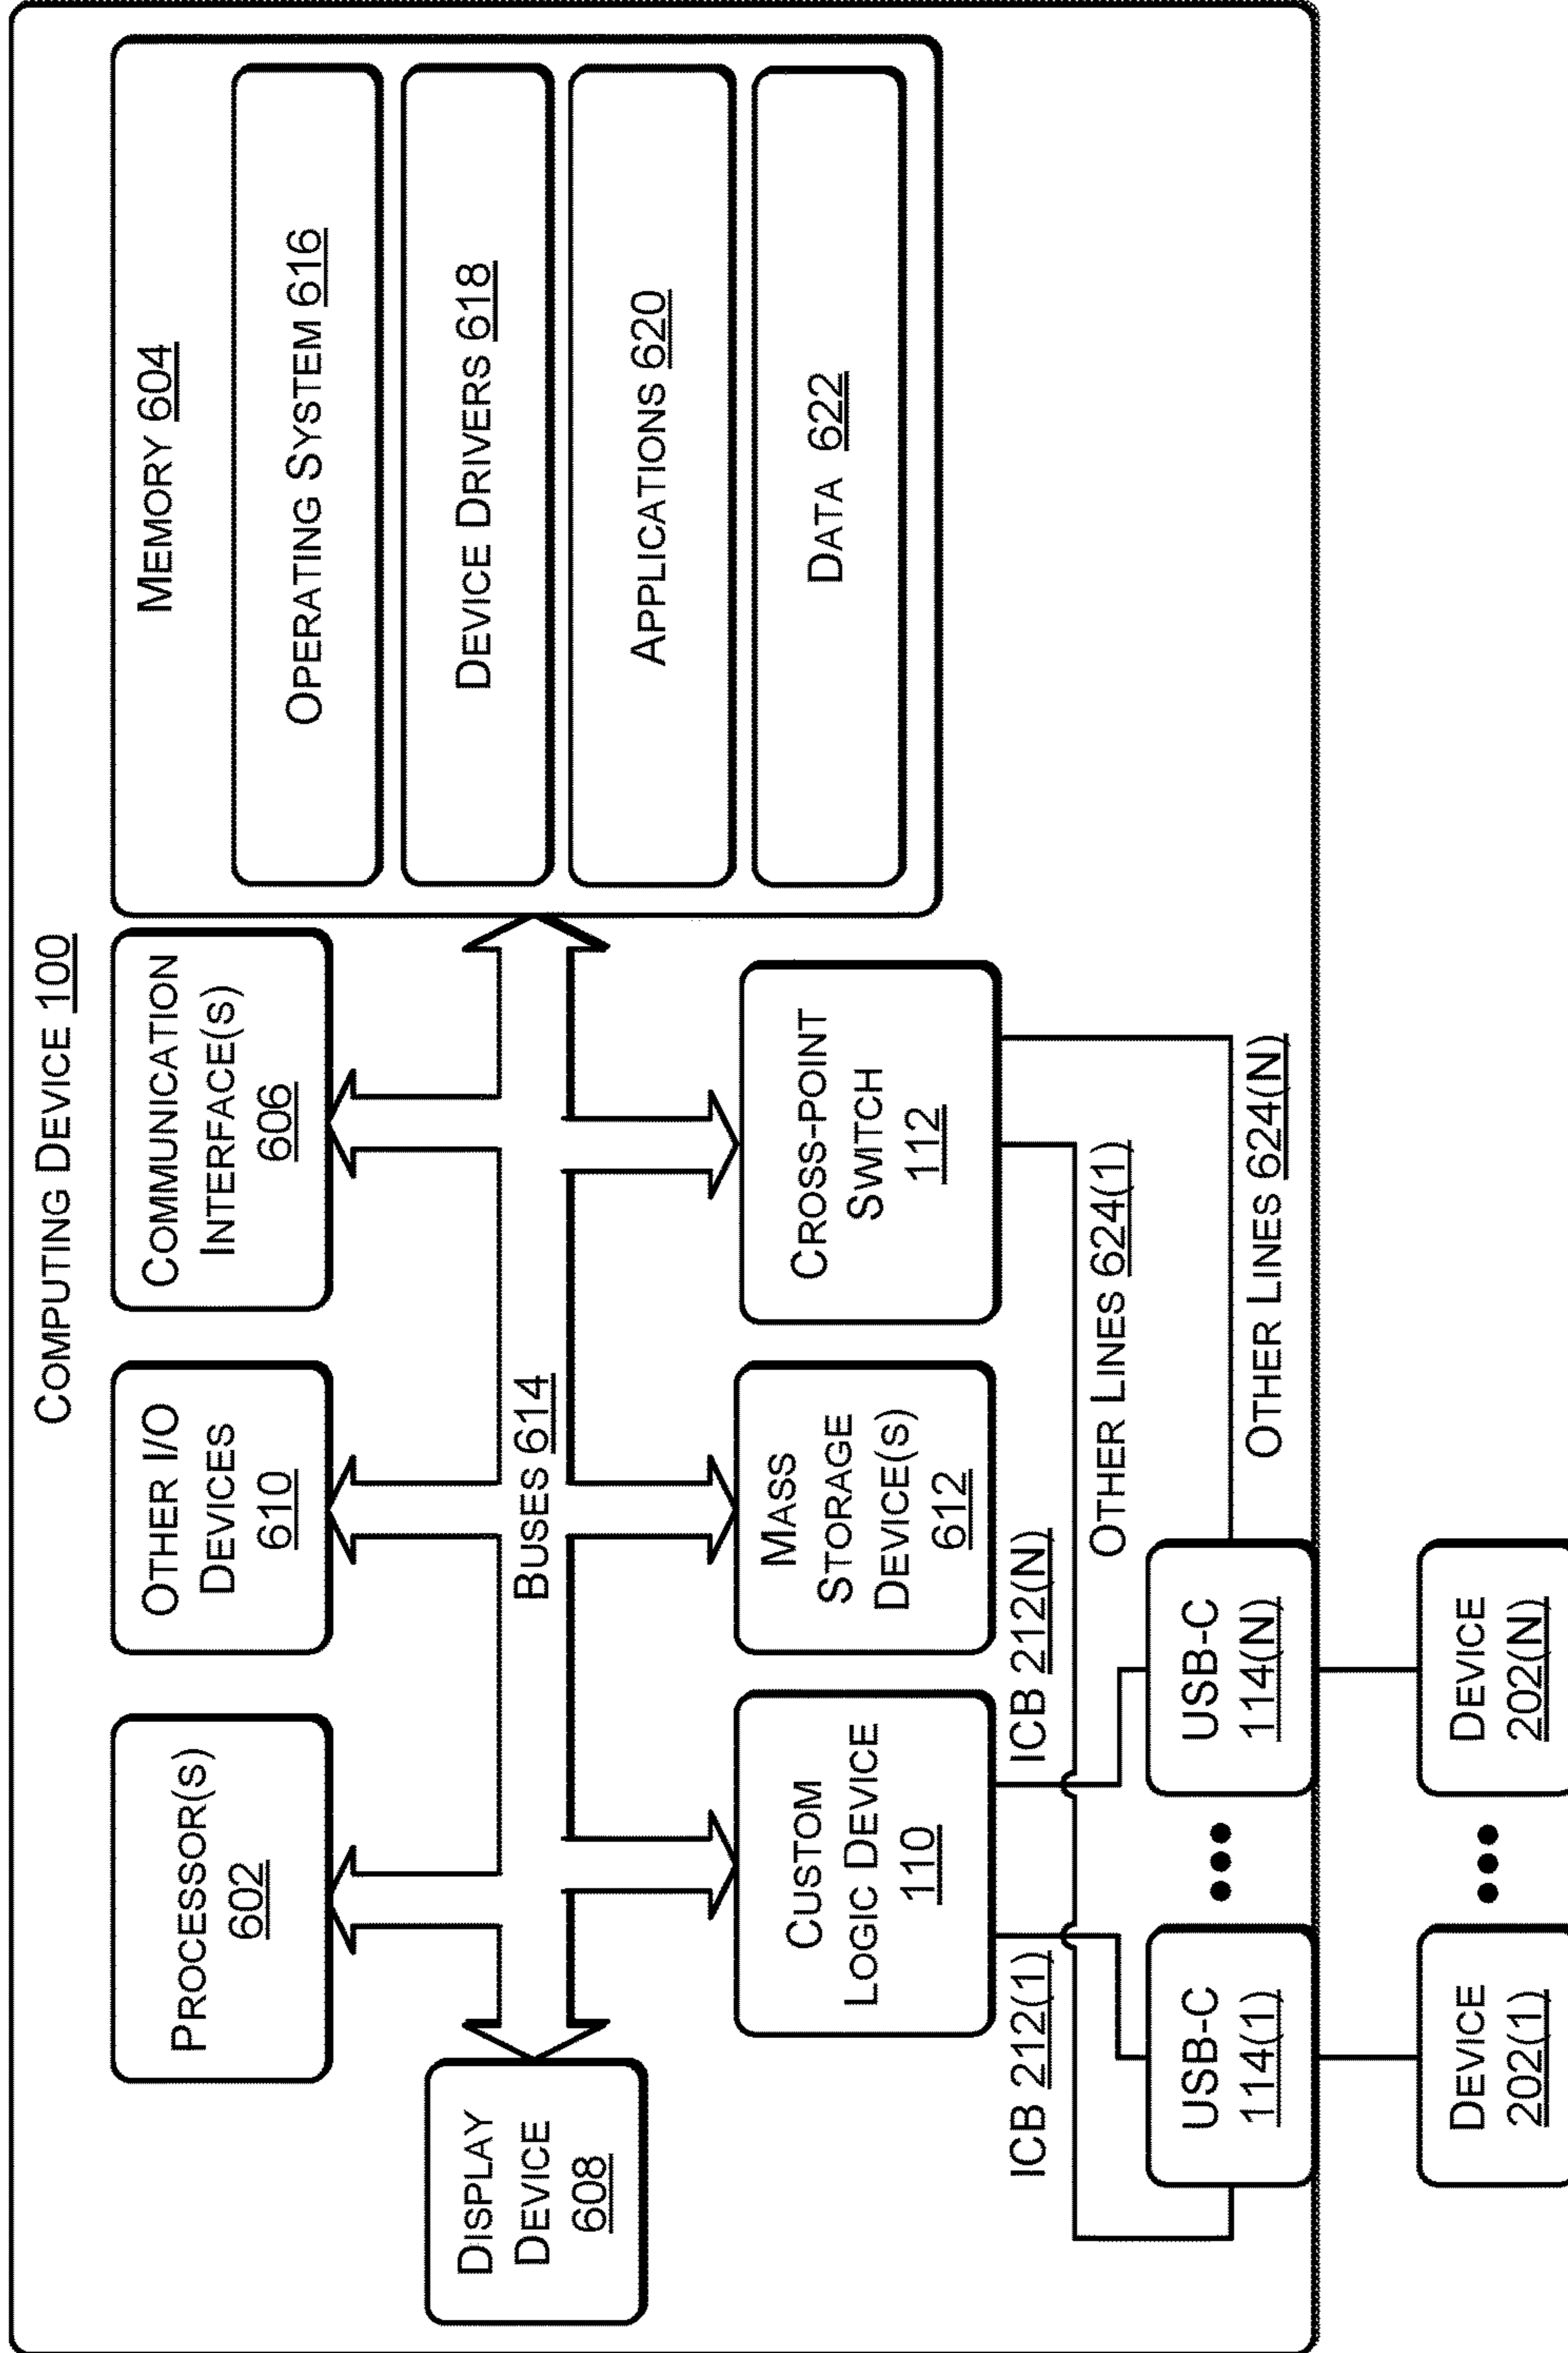 COMPUTING DEVICE 100
PROCESSOR(S)
602
OTHER I/O
DEVICES
610
COMMUNICATION
INTERFACE(S)
606
MEMORY 604
OPERATING SYSTEM 616
DEVICE DRIVERS 618
APPLICATIONS 620
DATA 622
DISPLAY
DEVICE
608
BUSES 614
CUSTOM
LOGIC DEVICE
110
MASS
STORAGE
DEVICE(S)
612
CROSS-POINT
SWITCH
112
ICB 212(1)
ICB 212(N)
OTHER LINES 624(1)
OTHER LINES 624(N)
USB-C
114(1)
USB-C
114(N)
DEVICE
202(1)
DEVICE
202(N)